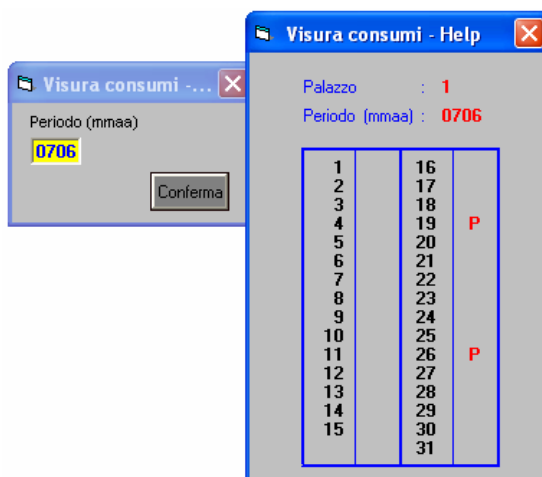 Visura consumi -...
Periodo (mmaa)
0706
Conferma
Visura consumi - Help
Palazzo : 1
Periodo (mmaa) : 0706
1 16
2 17
3 18
4 19 P
5 20
6 21
7 22
8 23
9 24
10 25
11 26 P
12 27
13 28
14 29
15 30
31